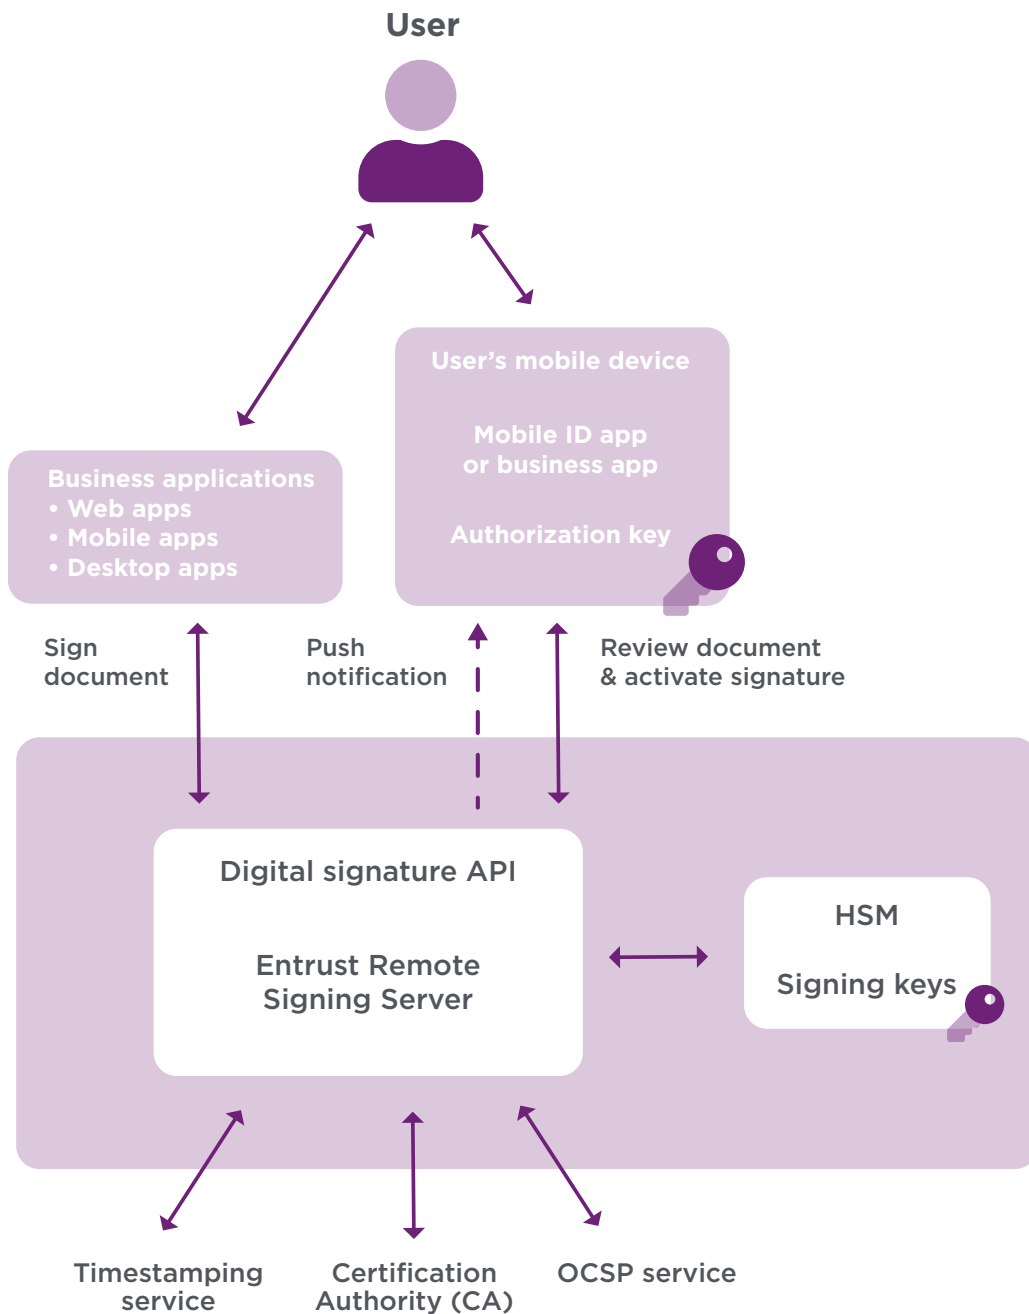 User
User’s mobile device
Mobile ID app
or business app
Authorization key
Business applications
• Web apps
• Mobile apps
• Desktop apps
Sign
document
Push
notification
Review document
& activate signature
Digital signature API
Entrust Remote
Signing Server
HSM
Signing keys
Timestamping
service
Certification
Authority (CA)
OCSP service